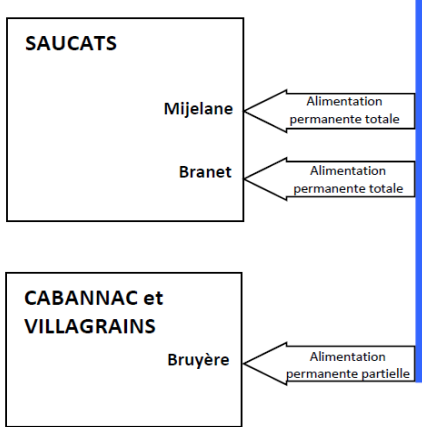 SAUCATS
Mijelane
Alimentation
permanente totale
Branet
Alimentation
permanente totale
CABANNAC et
VILLAGRAINS
Bruyère
Alimentation
permanente partielle